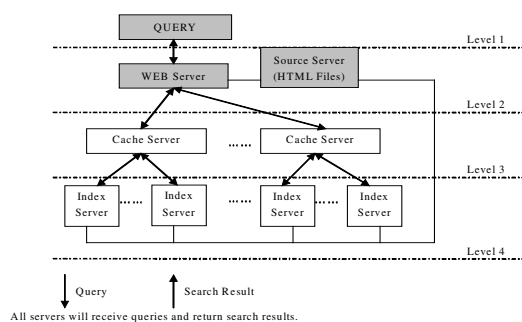 QUERY
Level 1
Source Server
(HTML Files)
WEB Server
Level 2
Cache Server
......
Cache Server
Level 3
Index
Server
......
Index
Server
......
Index
Server
......
Index
Server
Level 4
Query
Search Result
All servers will receive queries and return search results.